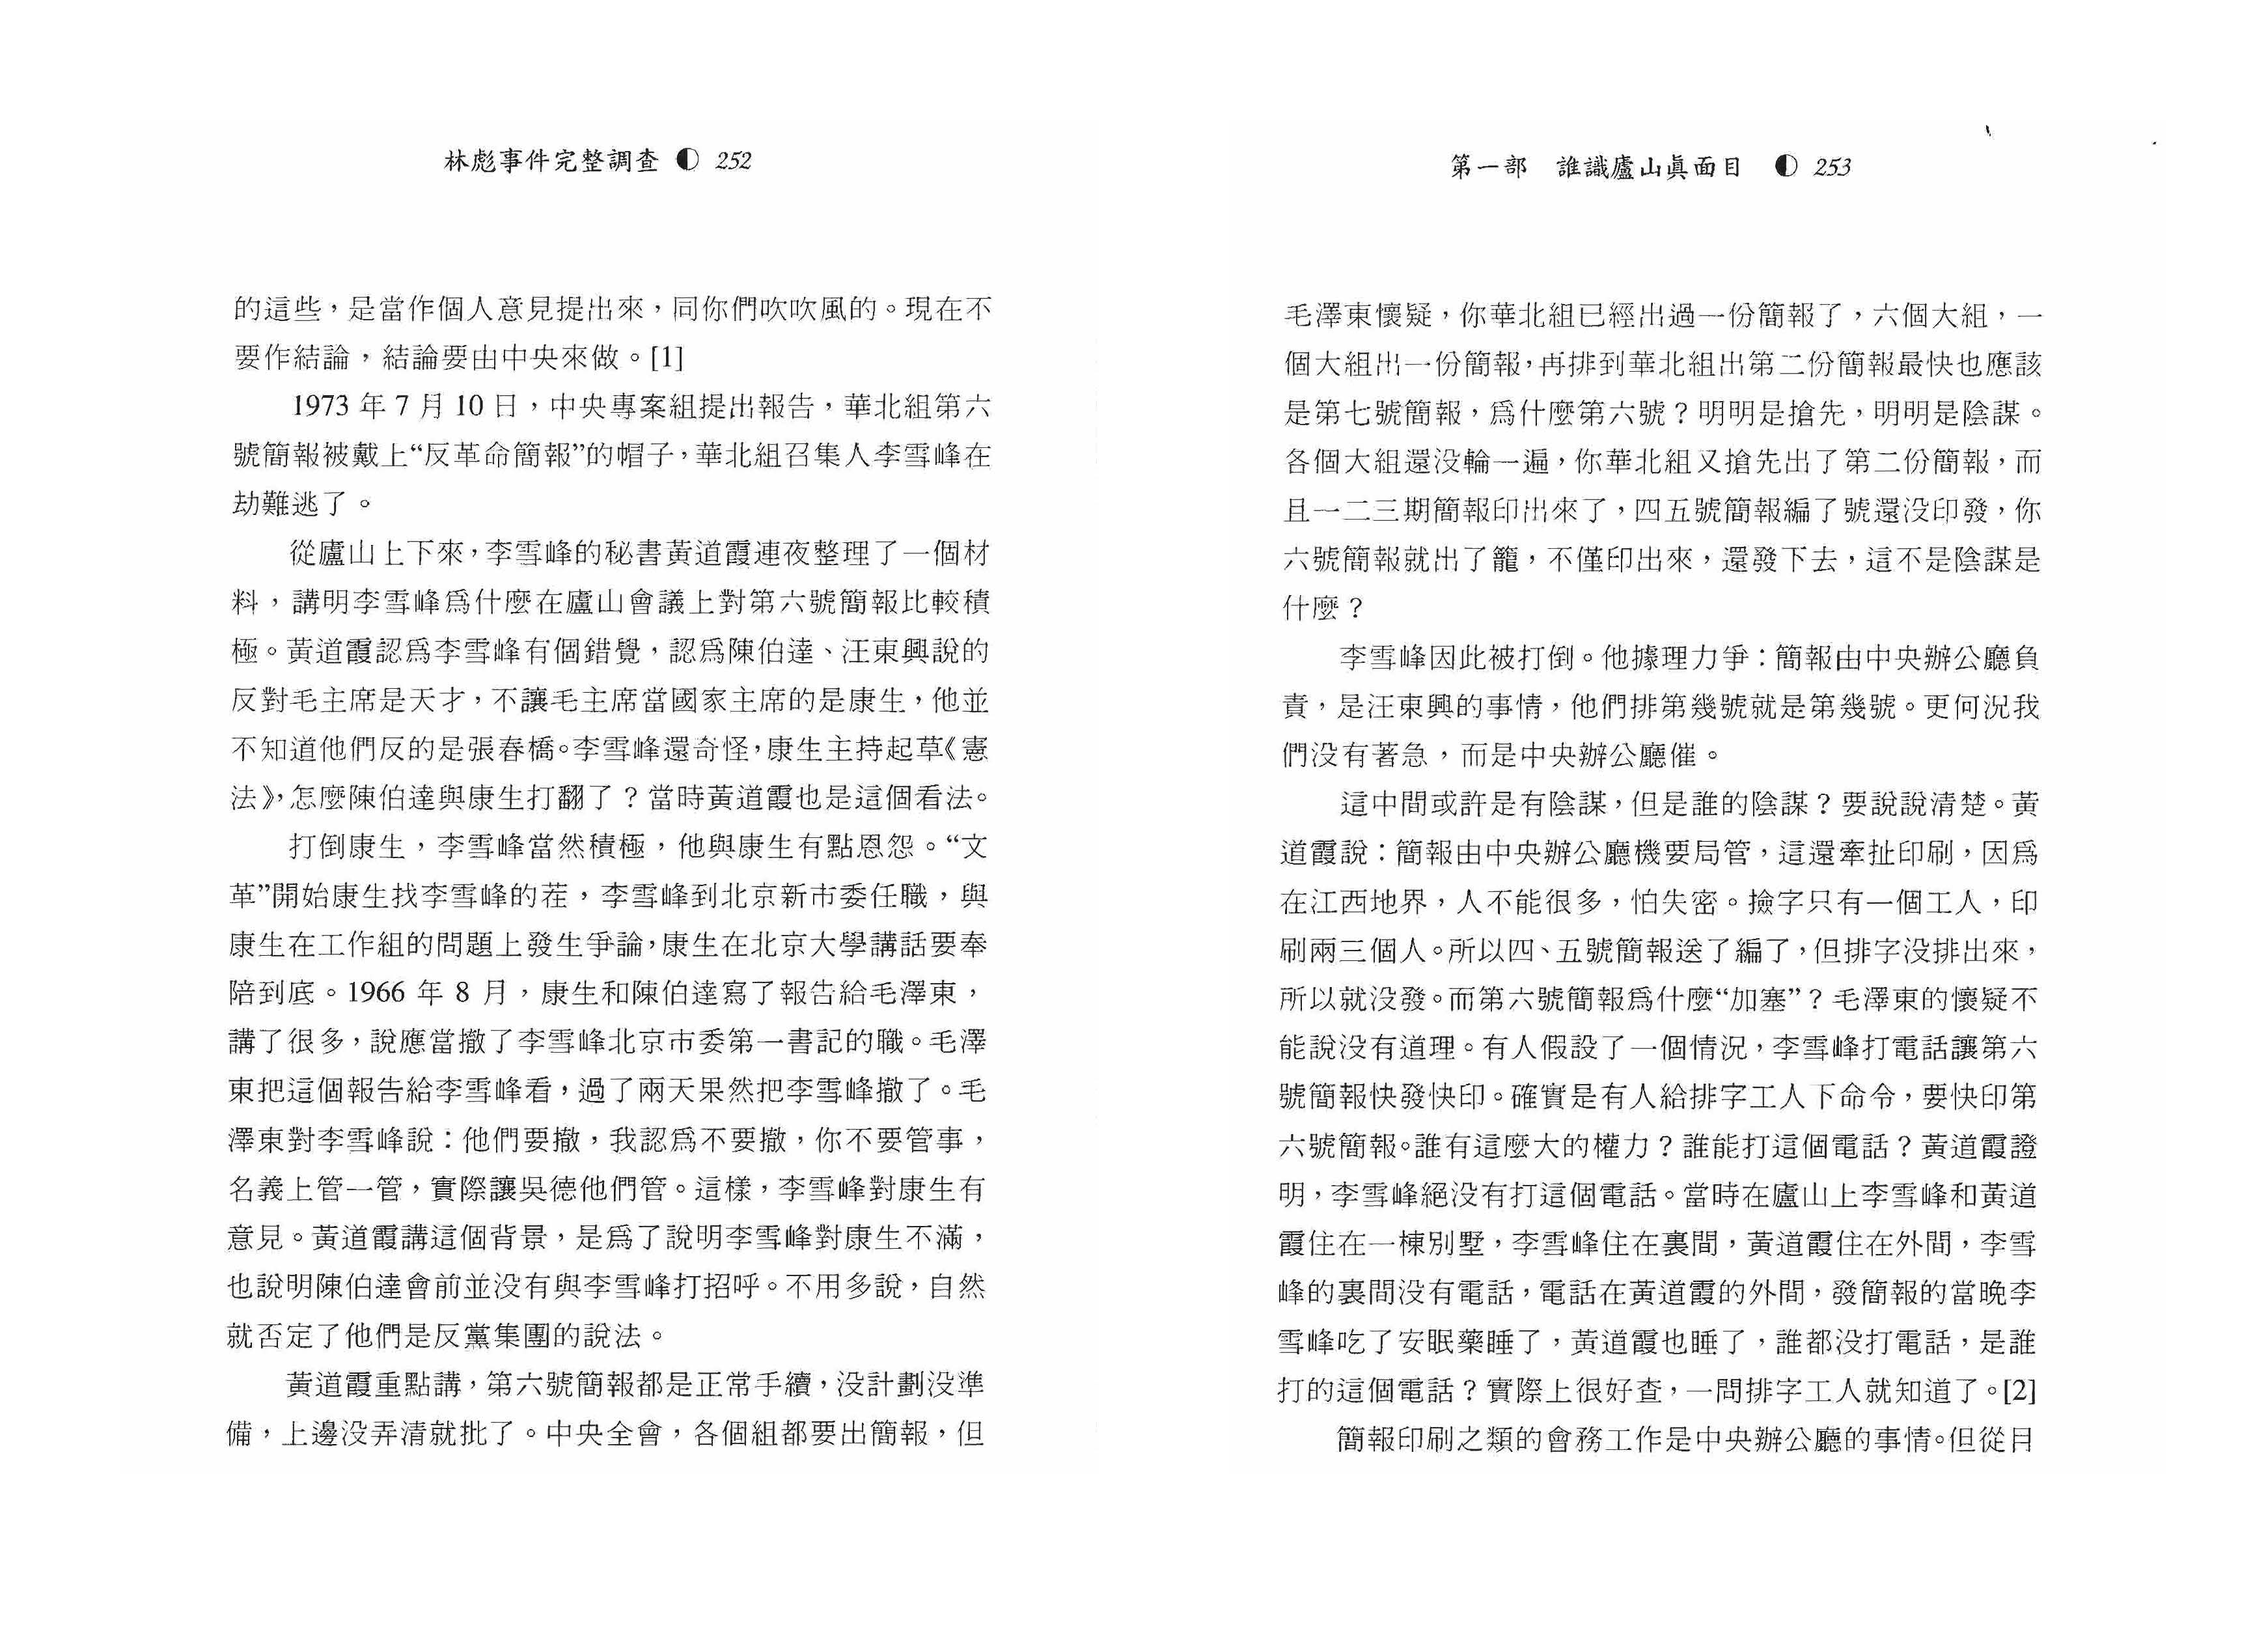 林彪事件完整調查 ◐ 252
的這些，是當作個人意見提出來，同你們吹吹風的。現在不
要作結論，結論要由中央來做。[1]
1973 年 7 月 10 日，中央專案組提出報告，華北組第六
號簡報被戴上“反革命簡報”的帽子，華北組召集人李雪峰在
劫難逃了。
從廬山上下來，李雪峰的秘書黃道霞連夜整理了一個材
料，講明李雪峰爲什麼在廬山會議上對第六號簡報比較積
極。黃道霞認爲李雪峰有個錯覺，認爲陳伯達、汪東興說的
反對毛主席是天才，不讓毛主席當國家主席的是康生，他並
不知道他們反的是張春橋。李雪峰還奇怪，康生主持起草《憲
法》，怎麼陳伯達與康生打翻了？當時黃道霞也是這個看法。
打倒康生，李雪峰當然積極，他與康生有點恩怨。“文
革”開始康生找李雪峰的茬，李雪峰到北京新市委任職，與
康生在工作組的問題上發生爭論，康生在北京大學講話要奉
陪到底。1966 年 8 月，康生和陳伯達寫了報告給毛澤東，
講了很多，說應當撤了李雪峰北京市委第一書記的職。毛澤
東把這個報告給李雪峰看，過了兩天果然把李雪峰撤了。毛
澤東對李雪峰說：他們要撤，我認爲不要撤，你不要管事，
名義上管一管，實際讓吳德他們管。這樣，李雪峰對康生有
意見。黃道霞講這個背景，是爲了說明李雪峰對康生不滿，
也說明陳伯達會前並没有與李雪峰打招呼。不用多說，自然
就否定了他們是反黨集團的說法。
黃道霞重點講，第六號簡報都是正常手續，没計劃没準
備，上邊没弄清就批了。中央全會，各個組都要出簡報，但
第一部　誰識廬山眞面目 ◐ 253
毛澤東懷疑，你華北組已經出過一份簡報了，六個大組，一
個大組出一份簡報，再排到華北組出第二份簡報最快也應該
是第七號簡報，爲什麼第六號？明明是搶先，明明是陰謀。
各個大組還没輪一遍，你華北組又搶先出了第二份簡報，而
且一二三期簡報印出來了，四五號簡報編了號還没印發，你
六號簡報就出了籠，不僅印出來，還發下去，這不是陰謀是
什麼？
李雪峰因此被打倒。他據理力爭：簡報由中央辦公廳負
責，是汪東興的事情，他們排第幾號就是第幾號。更何況我
們没有著急，而是中央辦公廳催。
這中間或許是有陰謀，但是誰的陰謀？要說說清楚。黃
道霞說：簡報由中央辦公廳機要局管，這還牽扯印刷，因爲
在江西地界，人不能很多，怕失密。撿字只有一個工人，印
刷兩三個人。所以四、五號簡報送了編了，但排字没排出來，
所以就没發。而第六號簡報爲什麼“加塞”？毛澤東的懷疑不
能說没有道理。有人假設了一個情況，李雪峰打電話讓第六
號簡報快發快印。確實是有人給排字工人下命令，要快印第
六號簡報。誰有這麼大的權力？誰能打這個電話？黃道霞證
明，李雪峰絕没有打這個電話。當時在廬山上李雪峰和黃道
霞住在一棟別墅，李雪峰住在裏間，黃道霞住在外間，李雪
峰的裏間没有電話，電話在黃道霞的外間，發簡報的當晚李
雪峰吃了安眠藥睡了，黃道霞也睡了，誰都没打電話，是誰
打的這個電話？實際上很好查，一問排字工人就知道了。[2]
簡報印刷之類的會務工作是中央辦公廳的事情。但從目